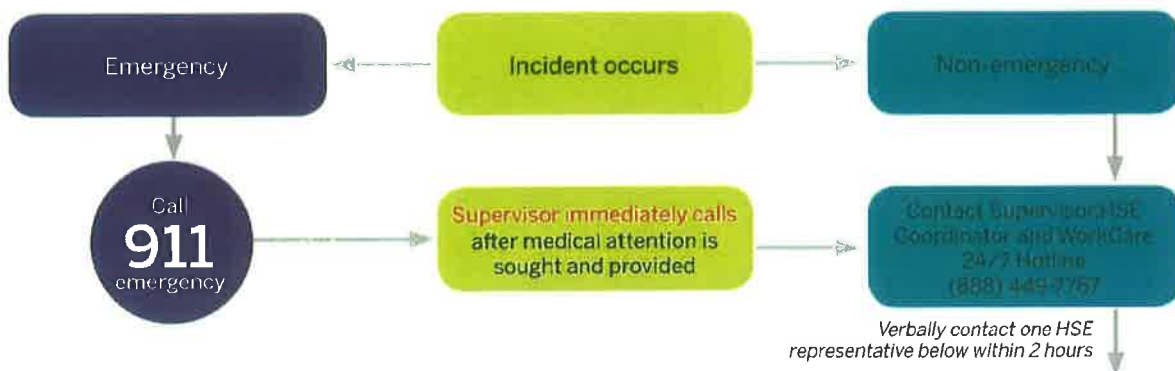 Emergency
Incident occurs
Non-emergency
Call
911
emergency
Supervisor immediately calls
after medical attention is
sought and provided
Contact Supervisor/HSE
Coordinator and WorkCare
24/7 Hotline
(888) 449-7787
Verbally contact one HSE
representative below within 2 hours